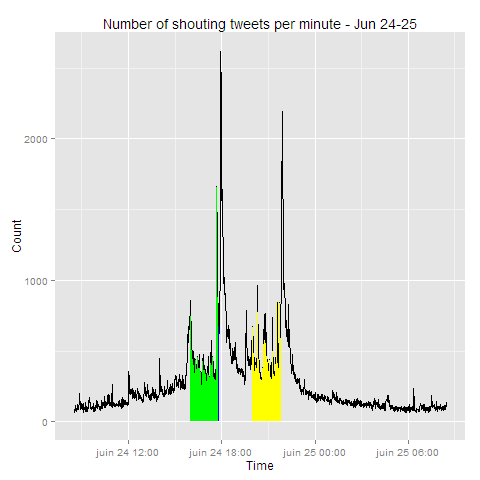 Number of shouting tweets per minute - Jun 24-25
Count
2000
1000
0
juin 24 12:00
juin 24 18:00
juin 25 00:00
juin 25 06:00
Time